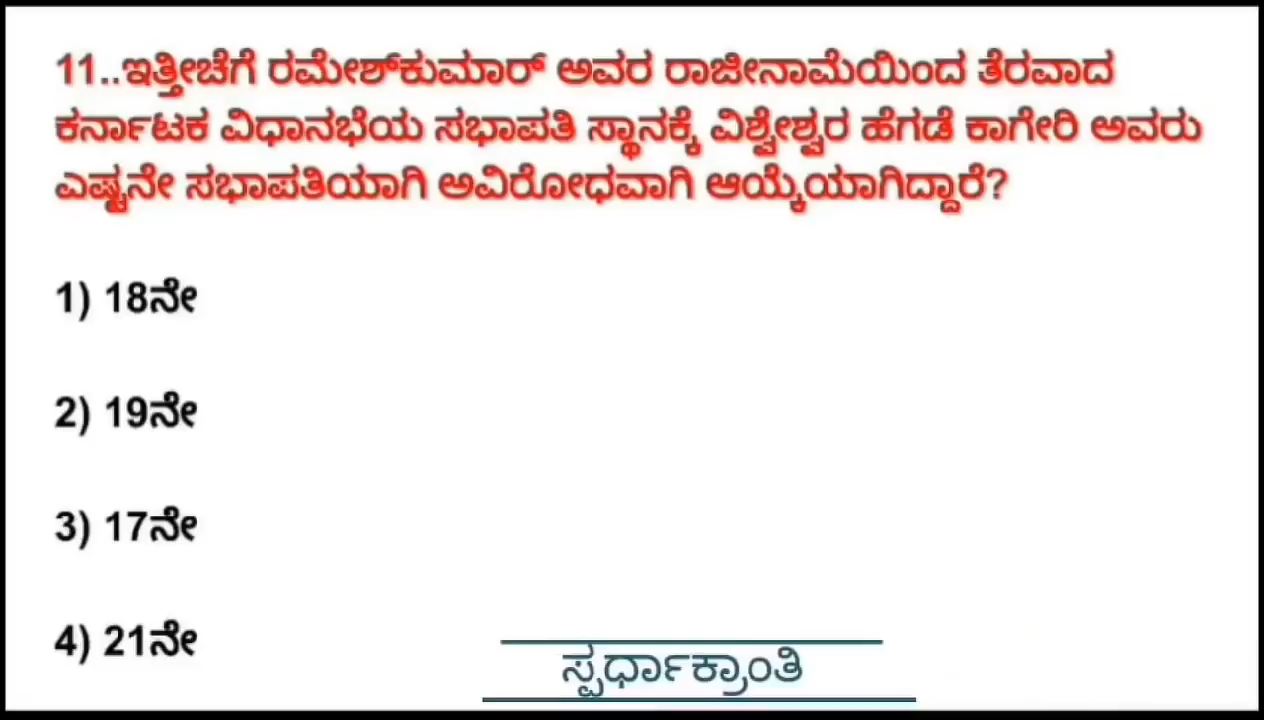 11..ಇತ್ತೀಚೆಗೆ ರಮೇಶ್‌ಕುಮಾರ್ ಅವರ ರಾಜೀನಾಮೆಯಿಂದ ತೆರವಾದ
ಕರ್ನಾಟಕ ವಿಧಾನಭೆಯ ಸಭಾಪತಿ ಸ್ಥಾನಕ್ಕೆ ವಿಶ್ವೇಶ್ವರ ಹೆಗಡೆ ಕಾಗೇರಿ ಅವರು
ಎಷ್ಟನೇ ಸಭಾಪತಿಯಾಗಿ ಅವಿರೋಧವಾಗಿ ಆಯ್ಕೆಯಾಗಿದ್ದಾರೆ?
1) 18ನೇ
2) 19ನೇ
3) 17ನೇ
4) 21ನೇ
ಸ್ಪರ್ಧಾಕ್ರಾಂತಿ